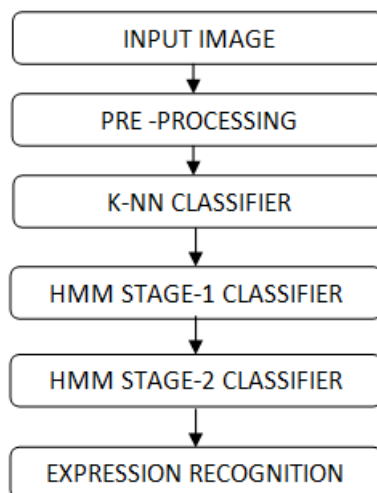 INPUT IMAGE
PRE -PROCESSING
K-NN CLASSIFIER
HMM STAGE-1 CLASSIFIER
HMM STAGE-2 CLASSIFIER
EXPRESSION RECOGNITION